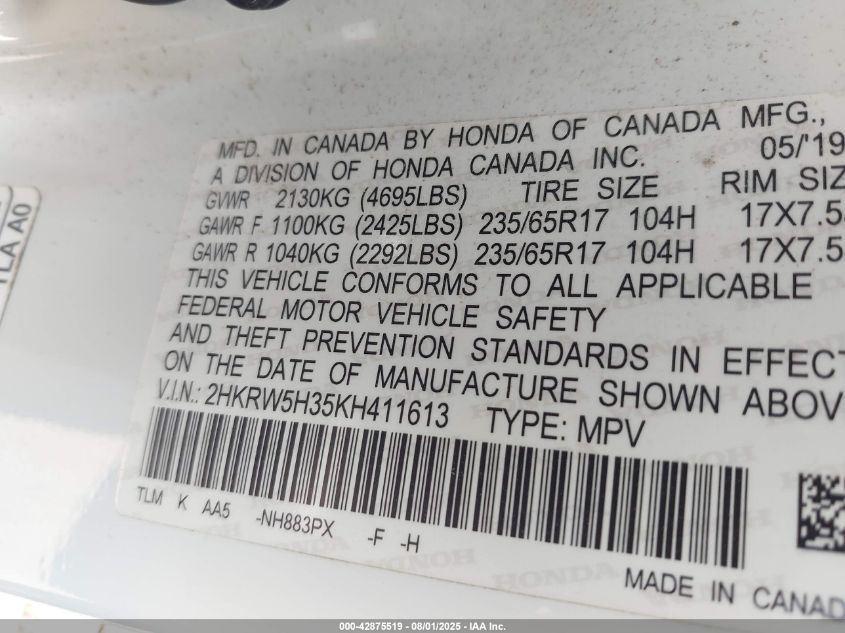 MFD. IN CANADA BY HONDA OF CANADA MFG.,
A DIVISION OF HONDA CANADA INC. 05/'19
GVWR 2130KG (4695LBS) TIRE SIZE RIM SIZ
GAWR F 1100KG (2425LBS) 235/65R17 104H 17X7.5
GAWR R 1040KG (2292LBS) 235/65R17 104H 17X7.5
THIS VEHICLE CONFORMS TO ALL APPLICABLE
FEDERAL MOTOR VEHICLE SAFETY
AND THEFT PREVENTION STANDARDS IN EFFECT
ON THE DATE OF MANUFACTURE SHOWN ABOV
V.I.N.: 2HKRW5H35KH411613 TYPE: MPV
TLM K AA5 -NH883PX -F -H
MADE IN CANAD
TLA A0
000-42875519 - 08/01/2025 - IAA Inc.